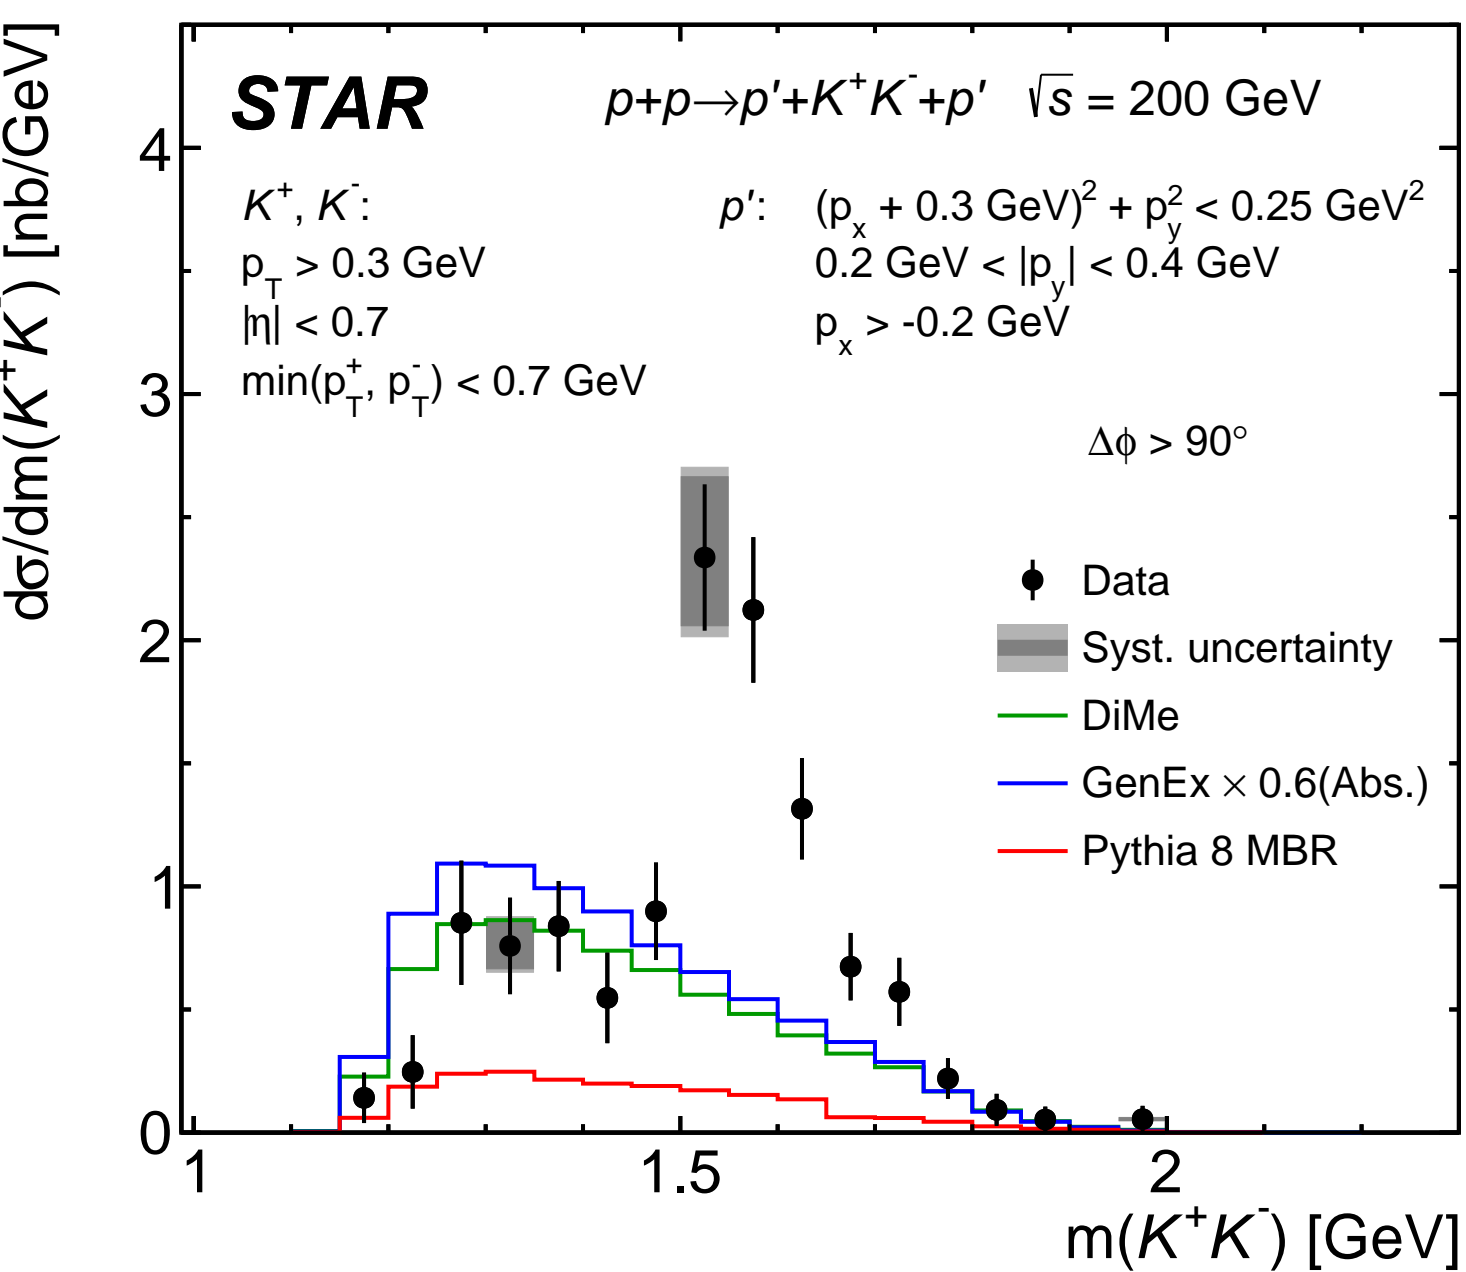 dσ/dm(K⁺K⁻) [nb/GeV]
STAR
p+p→p′+K⁺K⁻+p′ √s = 200 GeV
K⁺, K⁻:
p_T > 0.3 GeV
|η| < 0.7
min(p_T⁺, p_T⁻) < 0.7 GeV
p′: (p_x + 0.3 GeV)² + p_y² < 0.25 GeV²
0.2 GeV < |p_y| < 0.4 GeV
p_x > -0.2 GeV
Δϕ > 90°
Data
Syst. uncertainty
DiMe
GenEx × 0.6(Abs.)
Pythia 8 MBR
4
3
2
1
0
1 1.5 2
m(K⁺K⁻) [GeV]